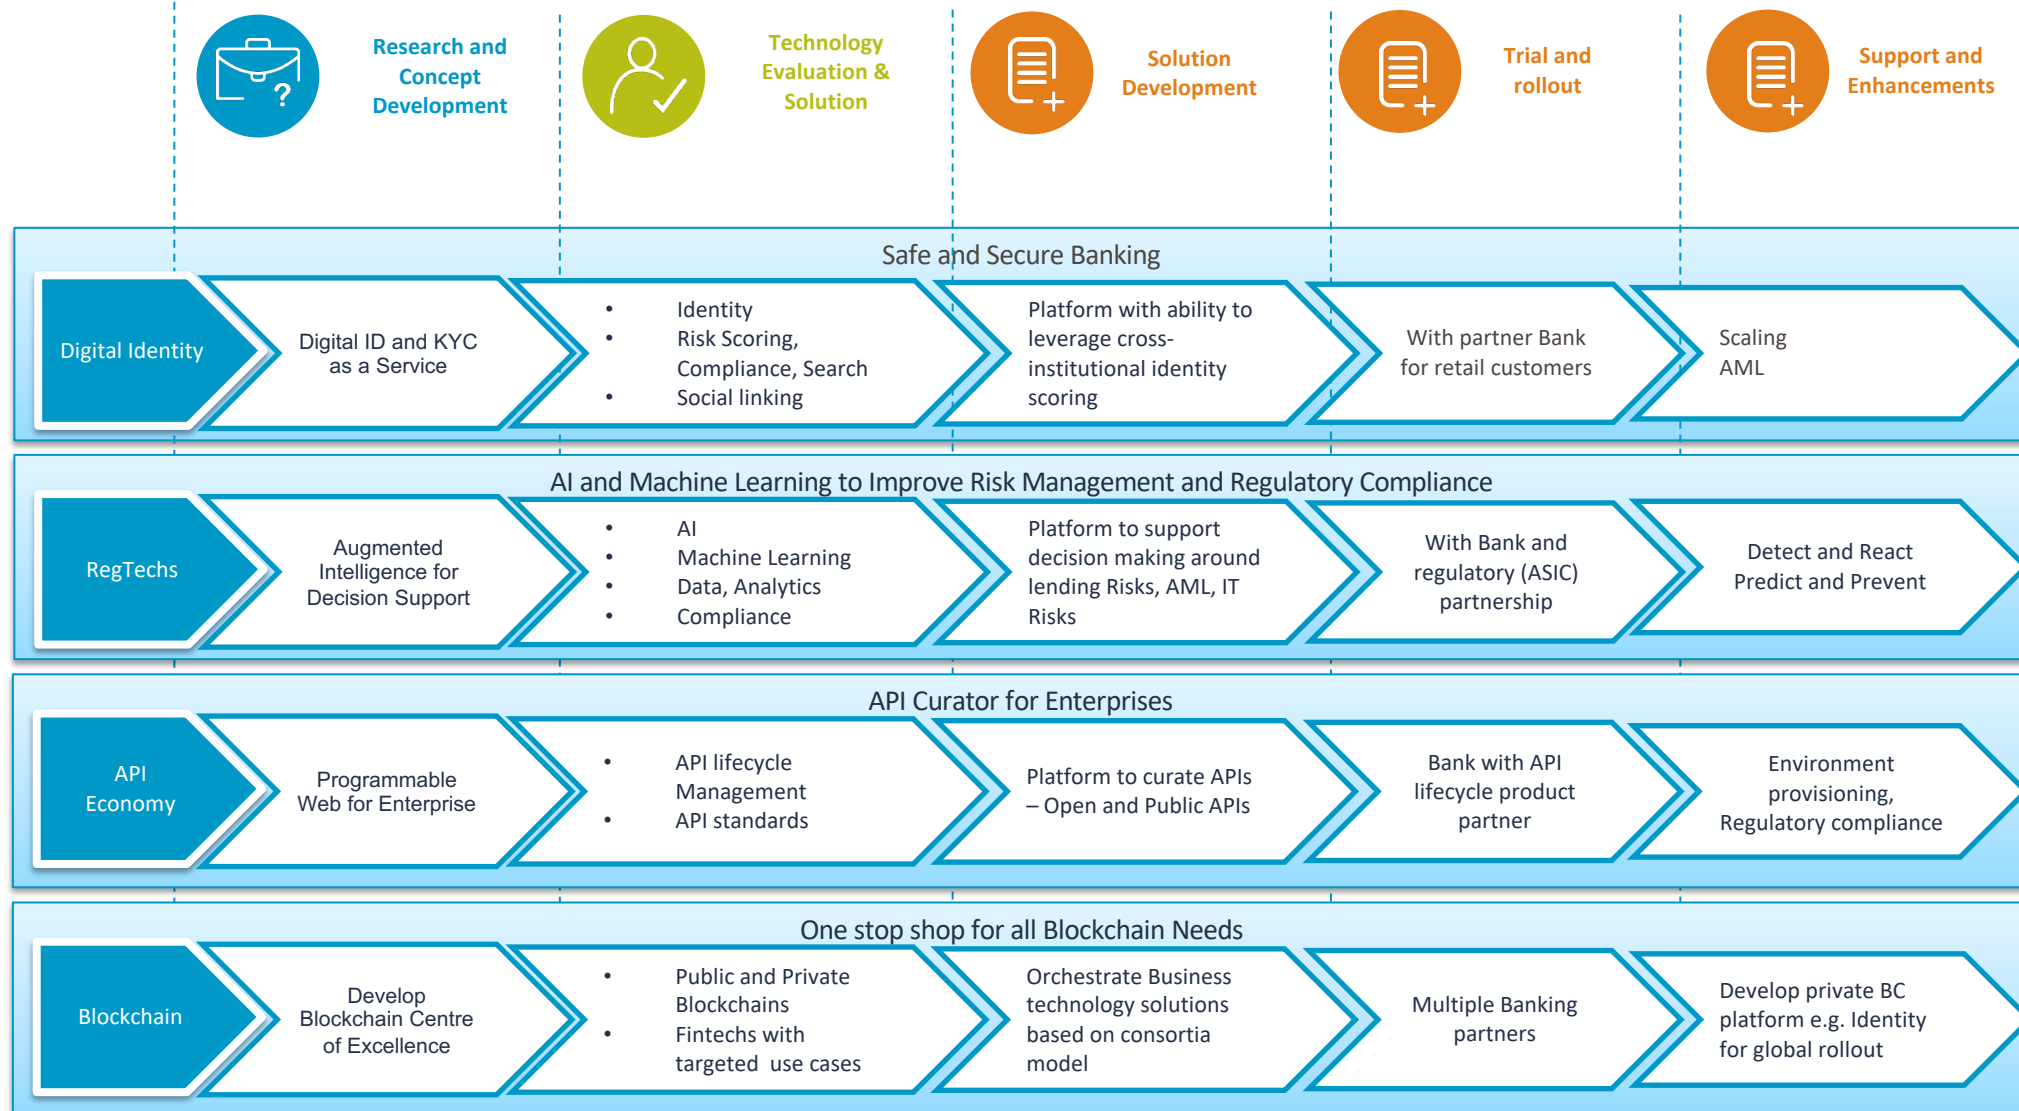 Research and
Concept
Development
Technology
Evaluation &
Solution
Solution
Development
Trial and
rollout
Support and
Enhancements
Safe and Secure Banking
Digital Identity
Digital ID and KYC
as a Service
• Identity
• Risk Scoring,
Compliance, Search
• Social linking
Platform with ability to
leverage cross-
institutional identity
scoring
With partner Bank
for retail customers
Scaling
AML
AI and Machine Learning to Improve Risk Management and Regulatory Compliance
RegTechs
Augmented
Intelligence for
Decision Support
• AI
• Machine Learning
• Data, Analytics
• Compliance
Platform to support
decision making around
lending Risks, AML, IT
Risks
With Bank and
regulatory (ASIC)
partnership
Detect and React
Predict and Prevent
API Curator for Enterprises
API
Economy
Programmable
Web for Enterprise
• API lifecycle
Management
• API standards
Platform to curate APIs
– Open and Public APIs
Bank with API
lifecycle product
partner
Environment
provisioning,
Regulatory compliance
One stop shop for all Blockchain Needs
Blockchain
Develop
Blockchain Centre
of Excellence
• Public and Private
Blockchains
• Fintechs with
targeted use cases
Orchestrate Business
technology solutions
based on consortia
model
Multiple Banking
partners
Develop private BC
platform e.g. Identity
for global rollout